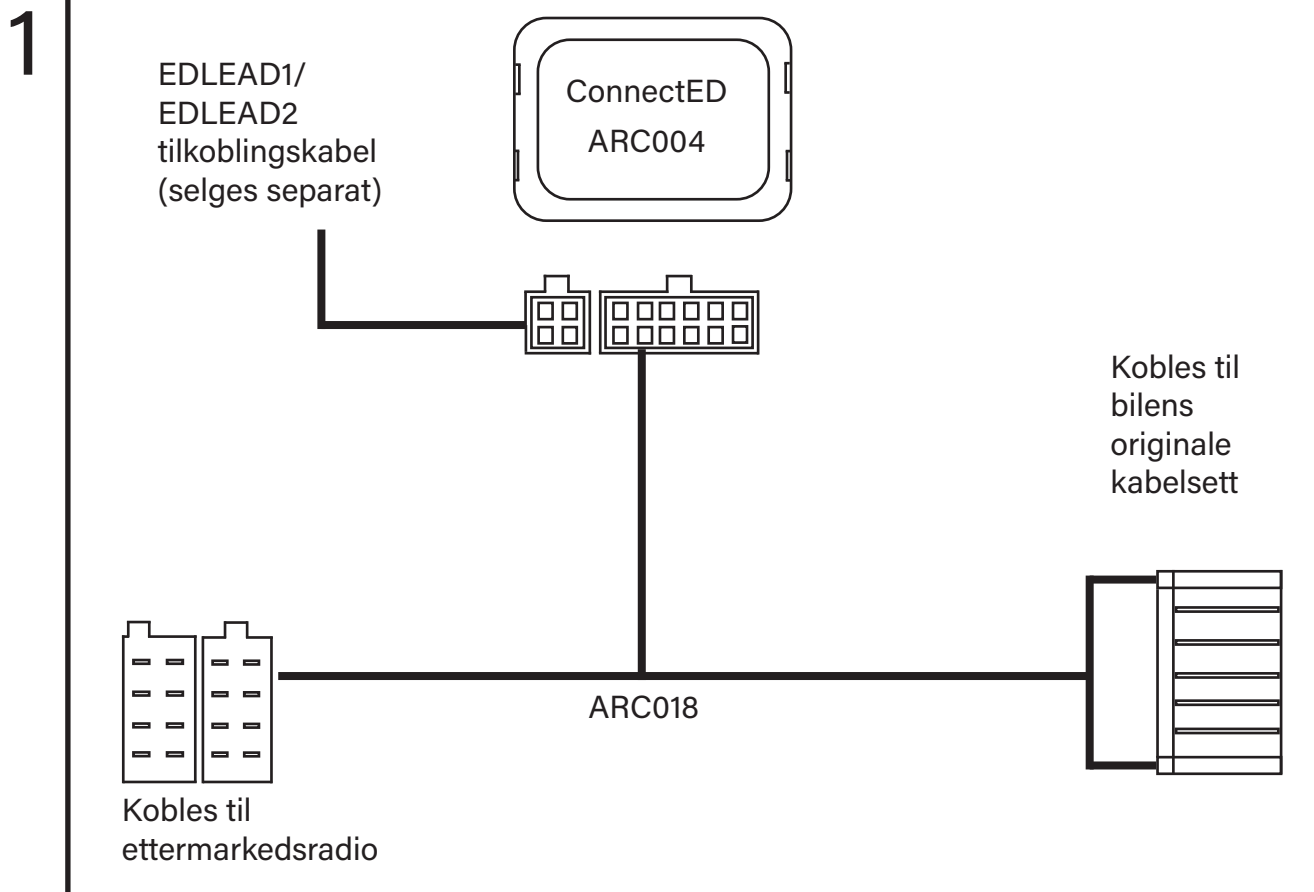 1
EDLEAD1/
EDLEAD2
tilkoblingskabel
(selges separat)
ConnectED
ARC004
Kobles til
bilens
originale
kabelsett
ARC018
Kobles til
ettermarkedsradio